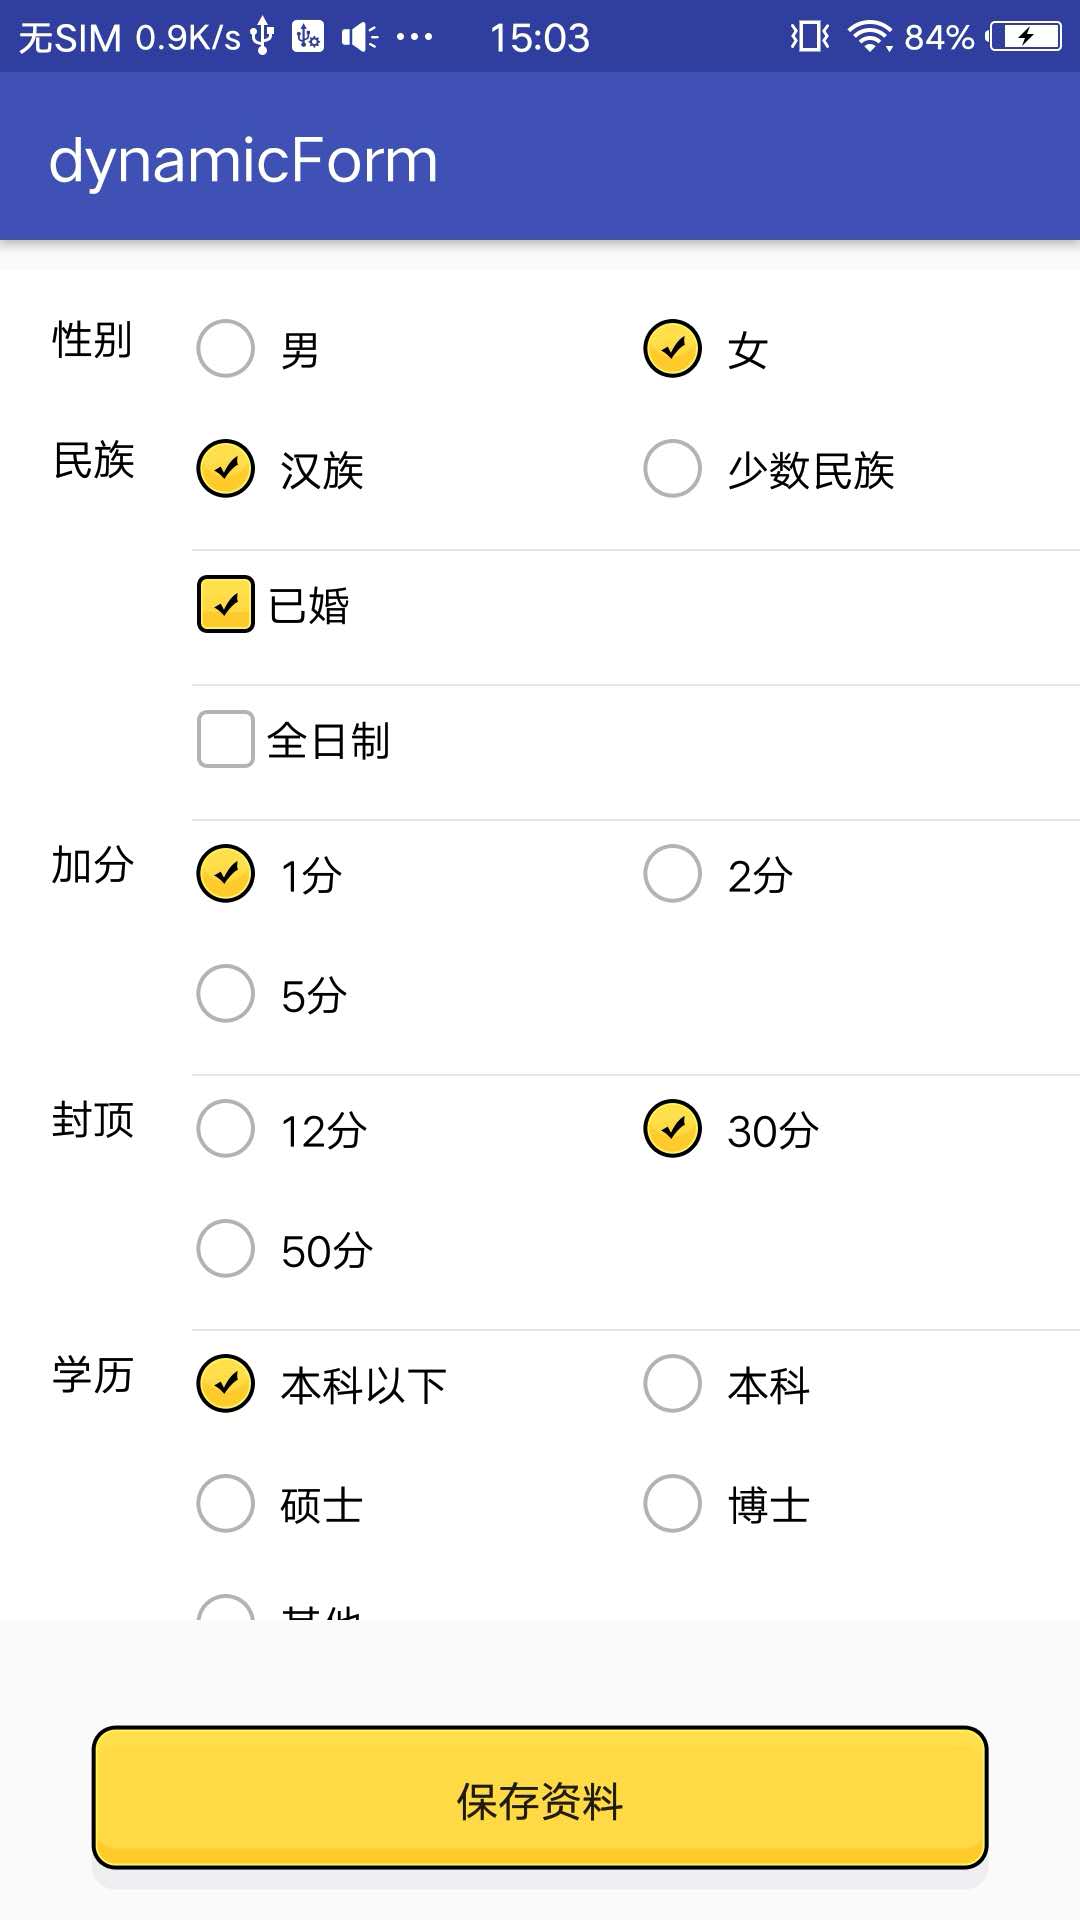 无SIM 0.9K/s 15:03 84%
dynamicForm
性别 男 女
民族 汉族 少数民族
已婚
全日制
加分 1分 2分
5分
封顶 12分 30分
50分
学历 本科以下 本科
硕士 博士
其他
保存资料